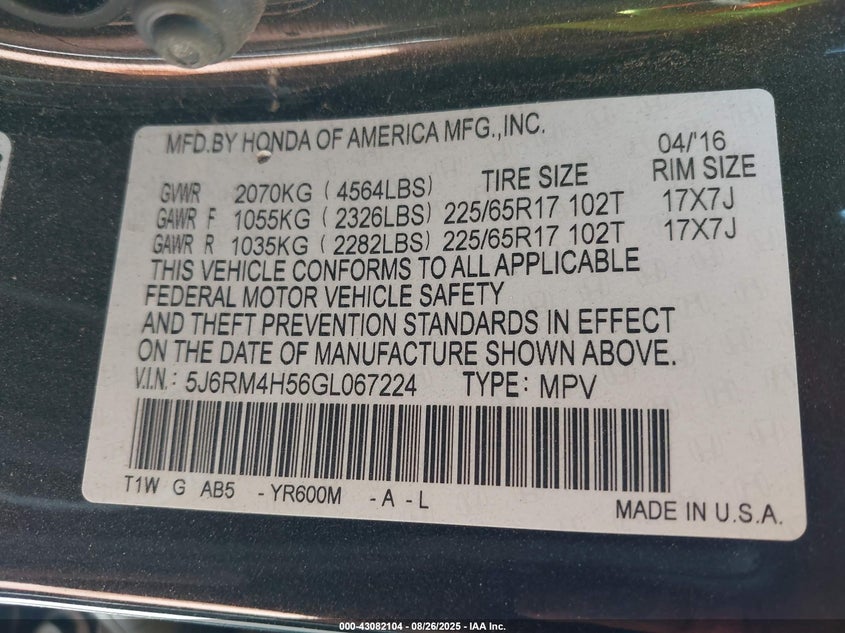 MFD.BY HONDA OF AMERICA MFG.,INC. 04/'16
GVWR 2070KG (4564LBS) TIRE SIZE RIM SIZE
GAWR F 1055KG (2326LBS) 225/65R17 102T 17X7J
GAWR R 1035KG (2282LBS) 225/65R17 102T 17X7J
THIS VEHICLE CONFORMS TO ALL APPLICABLE
FEDERAL MOTOR VEHICLE SAFETY
AND THEFT PREVENTION STANDARDS IN EFFECT
ON THE DATE OF MANUFACTURE SHOWN ABOVE.
V.I.N: 5J6RM4H56GL067224 TYPE: MPV
T1W G AB5 -YR600M -A -L
MADE IN U.S.A.
000-43082104 - 08/26/2025 - IAA Inc.